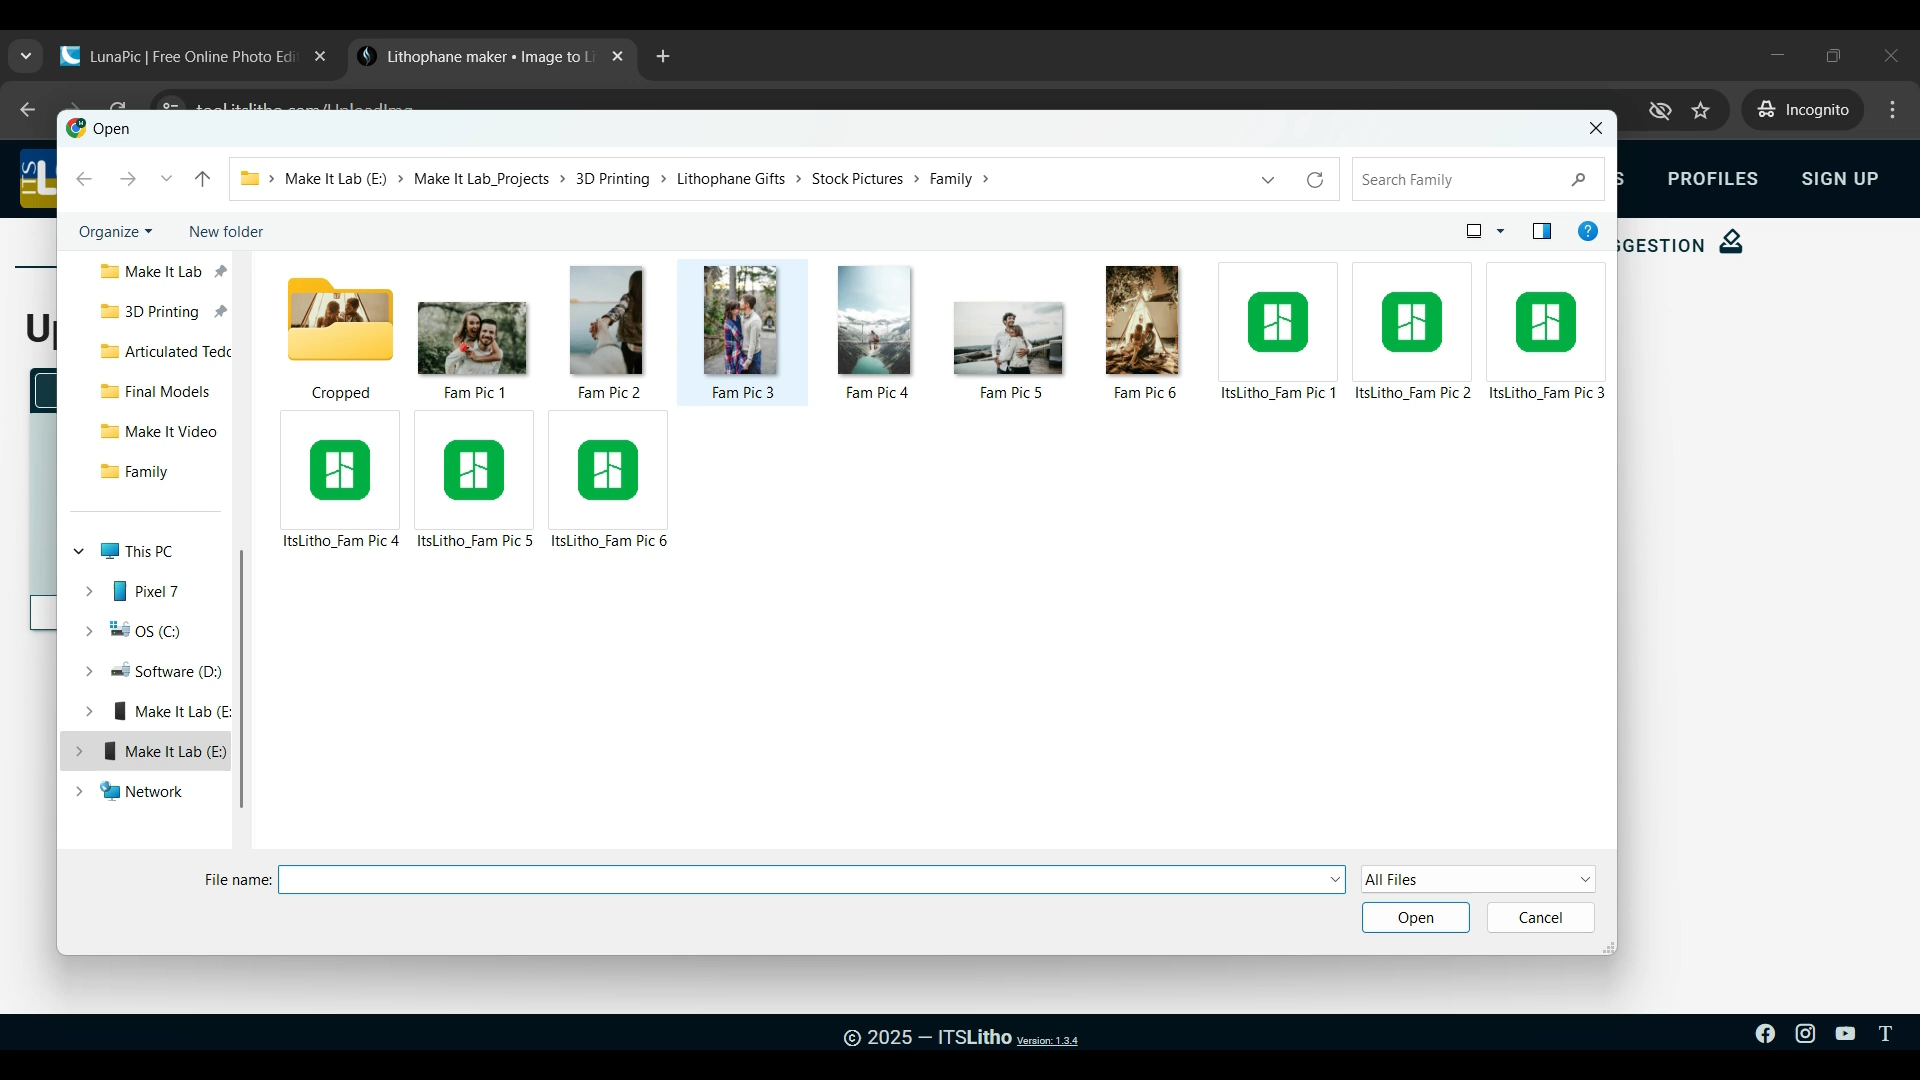 LunaPic | Free Online Photo Edi
Lithophane maker • Image to Li
Incognito
Open
Make It Lab (E:) > Make It Lab_Projects > 3D Printing > Lithophane Gifts > Stock Pictures > Family >
Search Family
PROFILES
SIGN UP
Organize
New folder
GESTION
Make It Lab
3D Printing
Articulated Tedd
Final Models
Make It Video
Family
This PC
Pixel 7
OS (C:)
Software (D:)
Make It Lab (E:
Make It Lab (E:)
Network
Cropped
Fam Pic 1
Fam Pic 2
Fam Pic 3
Fam Pic 4
Fam Pic 5
Fam Pic 6
ItsLitho_Fam Pic 1
ItsLitho_Fam Pic 2
ItsLitho_Fam Pic 3
ItsLitho_Fam Pic 4
ItsLitho_Fam Pic 5
ItsLitho_Fam Pic 6
File name:
All Files
Open
Cancel
© 2025 — ITSLitho Version: 1.3.4